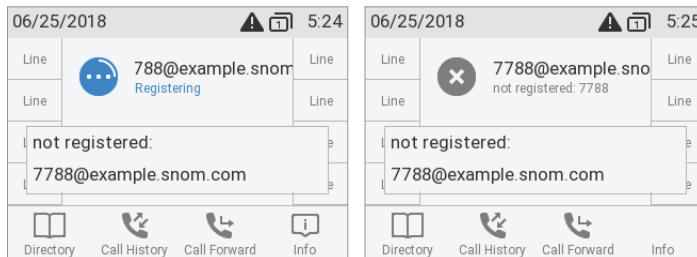 06/25/2018 1 5:24
Line 788@example.snom Line
Registering
Line Line
not registered:
7788@example.snom.com
Directory Call History Call Forward Info
06/25/2018 1 5:25
Line 7788@example.sno Line
not registered: 7788
Line Line
not registered:
7788@example.snom.com
Directory Call History Call Forward Info